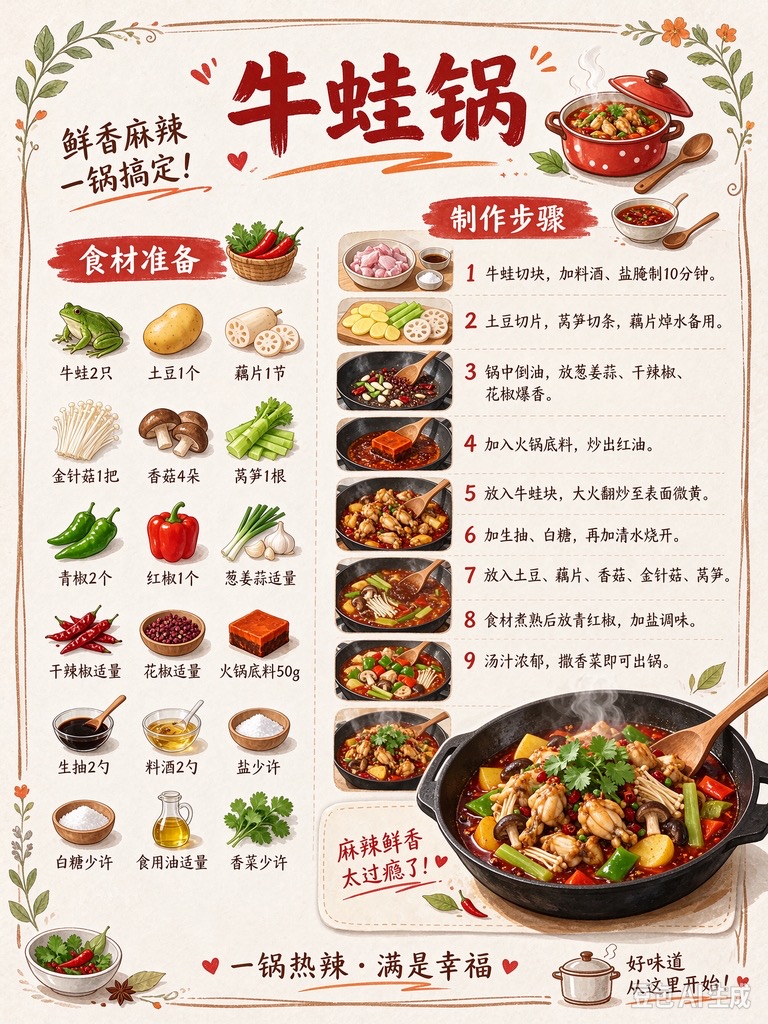 牛蛙锅
鲜香麻辣
一锅搞定!
食材准备
牛蛙2只
土豆1个
藕片1节
金针菇1把
香菇4朵
莴笋1根
青椒2个
红椒1个
葱姜蒜适量
干辣椒适量
花椒适量
火锅底料50g
生抽2勺
料酒2勺
盐少许
白糖少许
食用油适量
香菜少许
制作步骤
1 牛蛙切块，加料酒、盐腌制10分钟。
2 土豆切片，莴笋切条，藕片焯水备用。
3 锅中倒油，放葱姜蒜、干辣椒、
花椒爆香。
4 加入火锅底料，炒出红油。
5 放入牛蛙块，大火翻炒至表面微黄。
6 加生抽、白糖，再加清水烧开。
7 放入土豆、藕片、香菇、金针菇、莴笋。
8 食材煮熟后放青红椒，加盐调味。
9 汤汁浓郁，撒香菜即可出锅。
麻辣鲜香
太过瘾了!
一锅热辣·满是幸福
好味道
从这里开始!
豆包AI生成